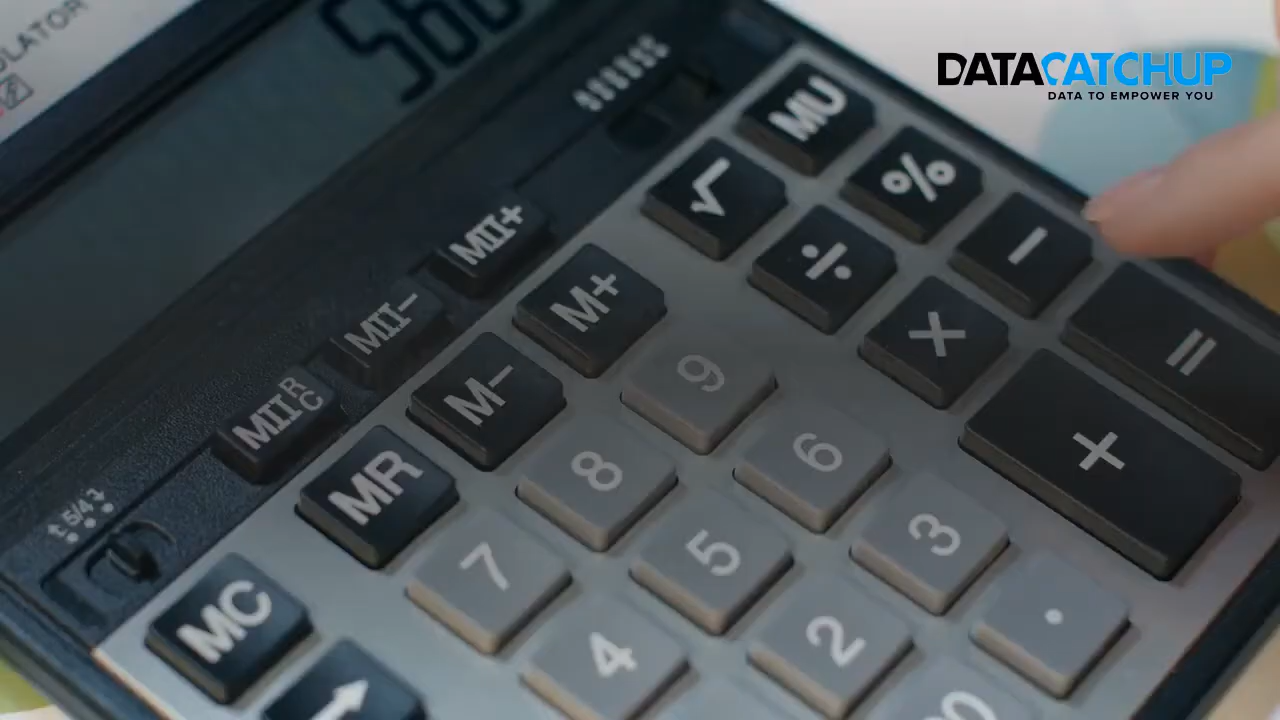 DATACATCHUP
DATA TO EMPOWER YOU
MU
√
%
MII+
÷
−
M+
×
=
MII−
9
MII R C
M−
6
+
MR
8
3
5/4
7
5
.
MC
4
2